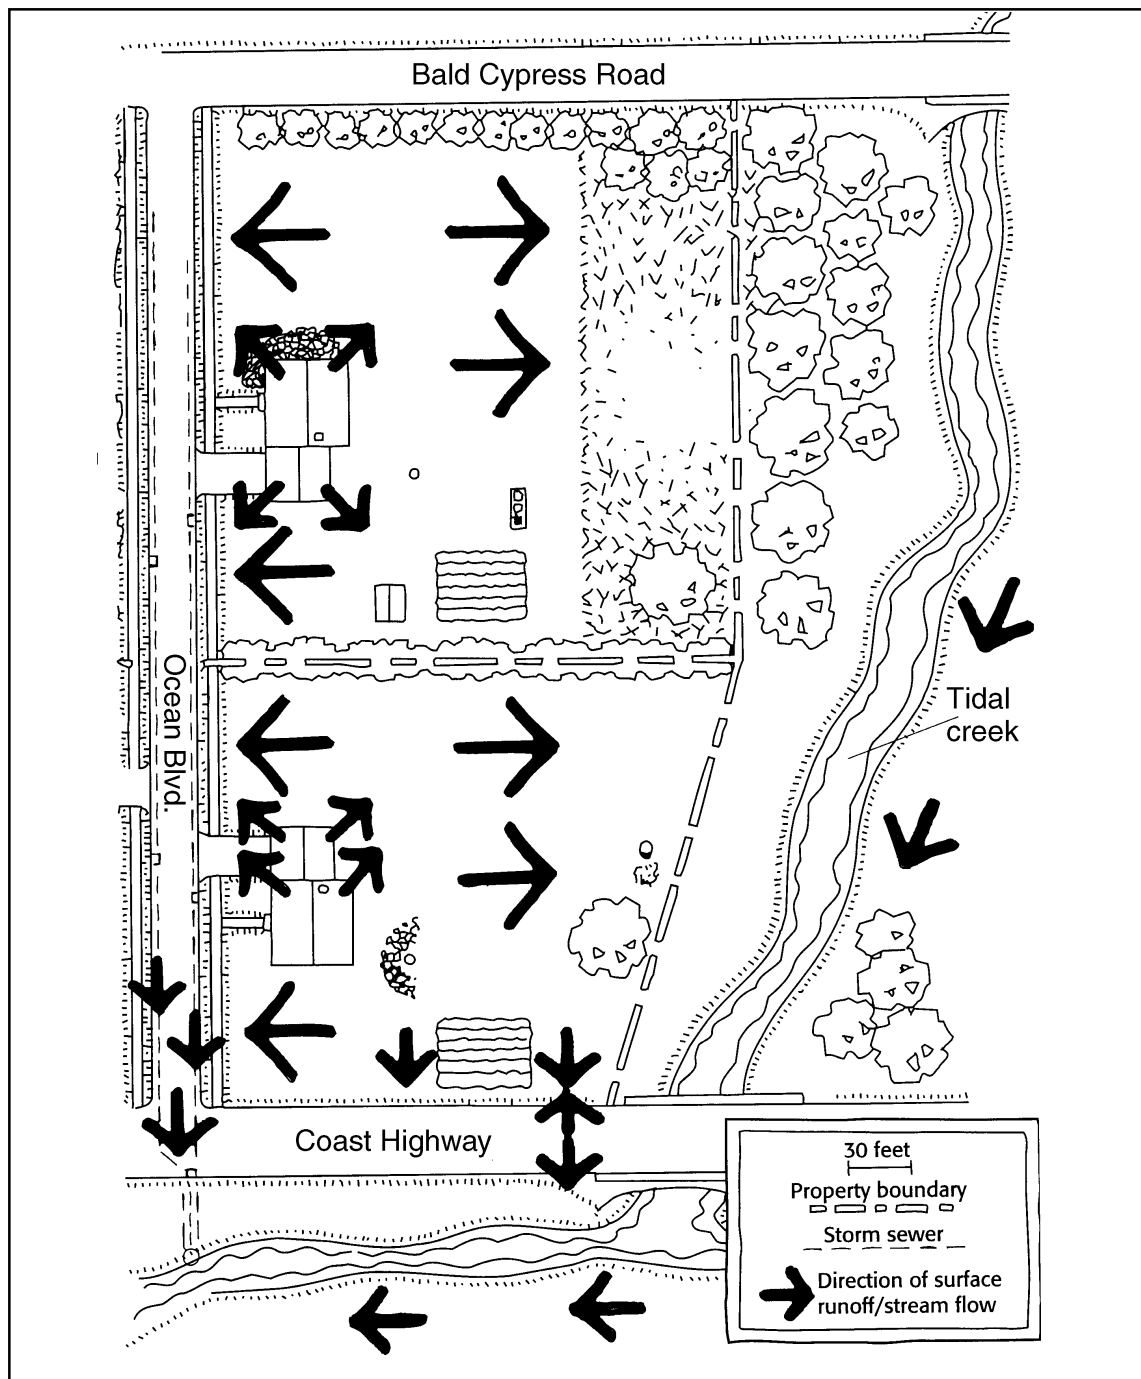 Bald Cypress Road
Ocean Blvd.
Tidal
creek
Coast Highway
30 feet
Property boundary
Storm sewer
Direction of surface
runoff/stream flow